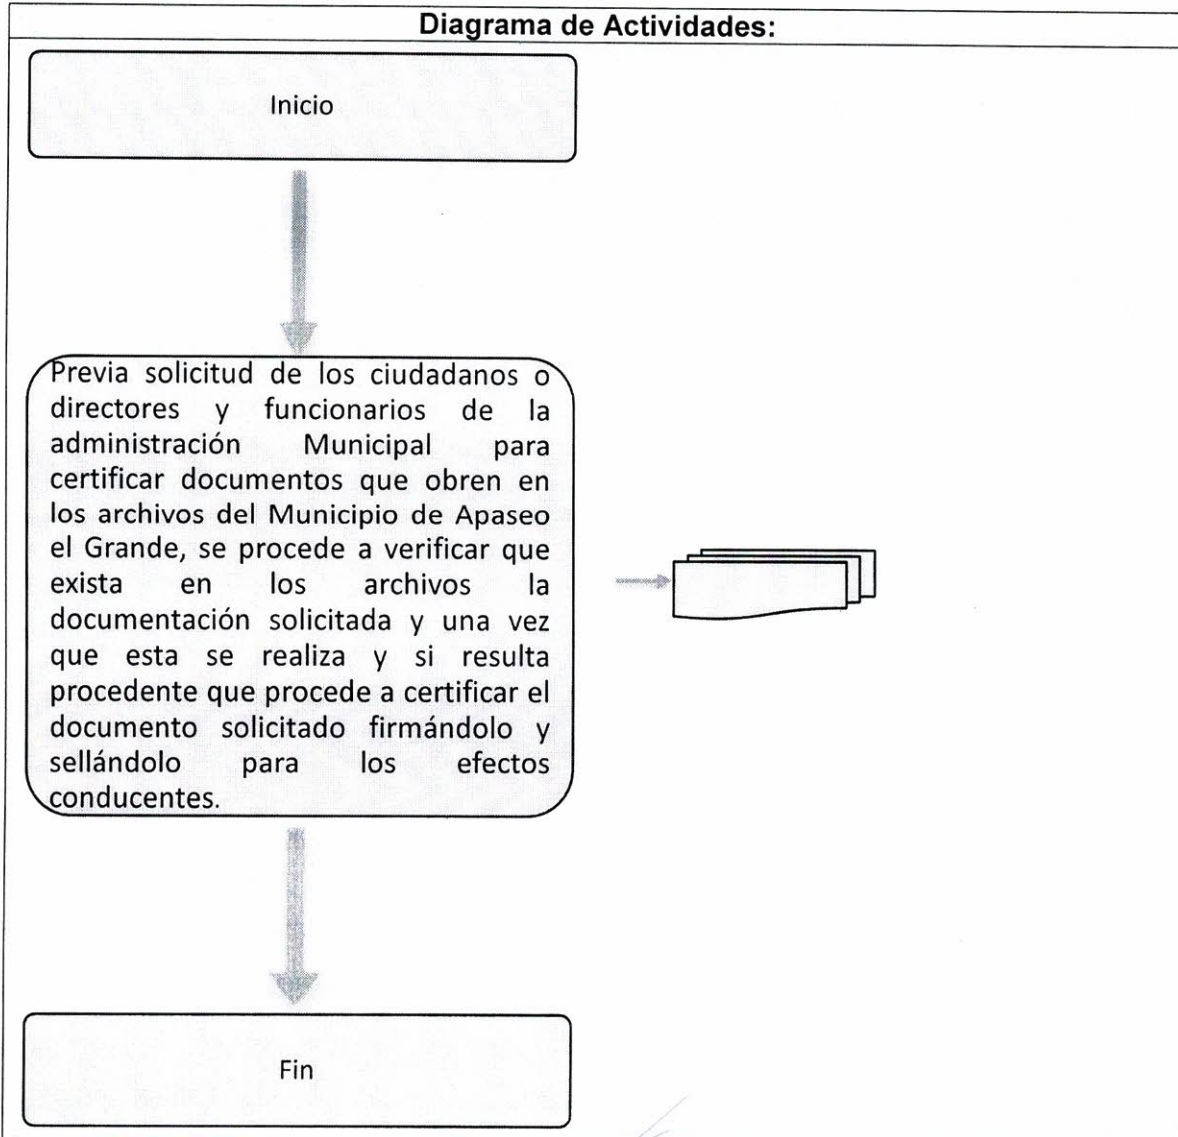 Diagrama de Actividades:
Inicio
Previa solicitud de los ciudadanos o
directores y funcionarios de la
administración Municipal para
certificar documentos que obren en
los archivos del Municipio de Apaseo
el Grande, se procede a verificar que
exista en los archivos la
documentación solicitada y una vez
que esta se realiza y si resulta
procedente que procede a certificar el
documento solicitado firmándolo y
sellándolo para los efectos
conducentes.
Fin